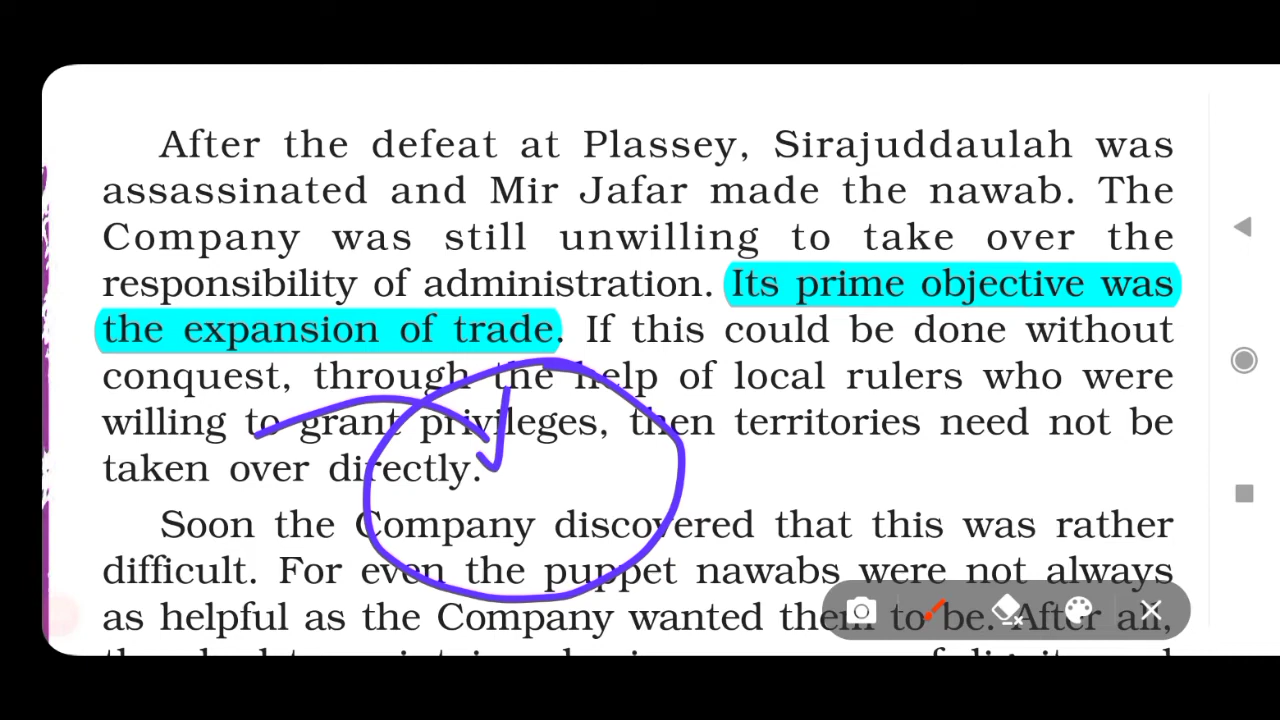 After the defeat at Plassey, Sirajuddaulah was
assassinated and Mir Jafar made the nawab. The
Company was still unwilling to take over the
responsibility of administration. Its prime objective was
the expansion of trade. If this could be done without
conquest, through the help of local rulers who were
willing to grant privileges, then territories need not be
taken over directly.
Soon the Company discovered that this was rather
difficult. For even the puppet nawabs were not always
as helpful as the Company wanted them to be. After all,